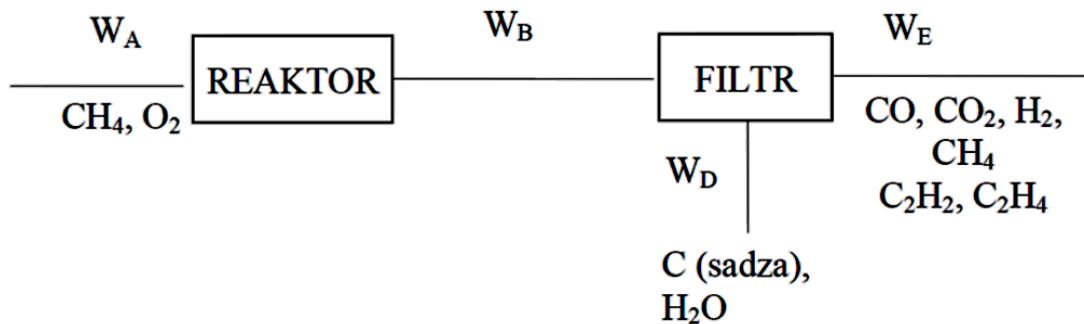 W_A
W_B
W_E
REAKTOR
FILTR
CH₄, O₂
CO, CO₂, H₂,
CH₄
C₂H₂, C₂H₄
W_D
C (sadza),
H₂O